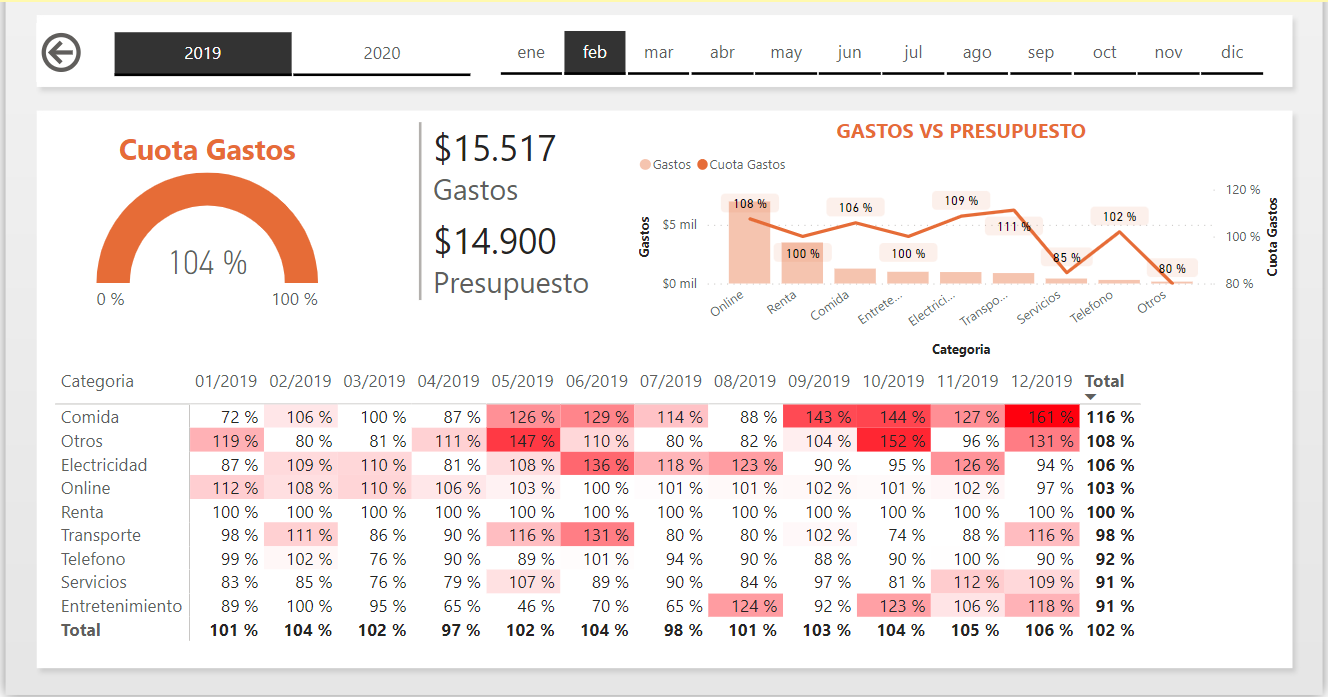 2019 2020 ene feb mar abr may jun jul ago sep oct nov dic
Cuota Gastos
104 %
0 % 100 %
$15.517
Gastos
$14.900
Presupuesto
GASTOS VS PRESUPUESTO
Gastos Cuota Gastos
Gastos
$5 mil
$0 mil
108 % 100 % 106 % 100 % 109 % 111 % 85 % 102 % 80 %
120 %
100 %
80 %
Cuota Gastos
Online Renta Comida Entrete... Electrici... Transpo... Servicios Telefono Otros
Categoria
Categoria 01/2019 02/2019 03/2019 04/2019 05/2019 06/2019 07/2019 08/2019 09/2019 10/2019 11/2019 12/2019 Total
Comida 72 % 106 % 100 % 87 % 126 % 129 % 114 % 88 % 143 % 144 % 127 % 161 % 116 %
Otros 119 % 80 % 81 % 111 % 147 % 110 % 80 % 82 % 104 % 152 % 96 % 131 % 108 %
Electricidad 87 % 109 % 110 % 81 % 108 % 136 % 118 % 123 % 90 % 95 % 126 % 94 % 106 %
Online 112 % 108 % 110 % 106 % 103 % 100 % 101 % 101 % 102 % 101 % 102 % 97 % 103 %
Renta 100 % 100 % 100 % 100 % 100 % 100 % 100 % 100 % 100 % 100 % 100 % 100 % 100 %
Transporte 98 % 111 % 86 % 90 % 116 % 131 % 80 % 80 % 102 % 74 % 88 % 116 % 98 %
Telefono 99 % 102 % 76 % 90 % 89 % 101 % 94 % 90 % 88 % 90 % 100 % 90 % 92 %
Servicios 83 % 85 % 76 % 79 % 107 % 89 % 90 % 84 % 97 % 81 % 112 % 109 % 91 %
Entretenimiento 89 % 100 % 95 % 65 % 46 % 70 % 65 % 124 % 92 % 123 % 106 % 118 % 91 %
Total 101 % 104 % 102 % 97 % 102 % 104 % 98 % 101 % 103 % 104 % 105 % 106 % 102 %